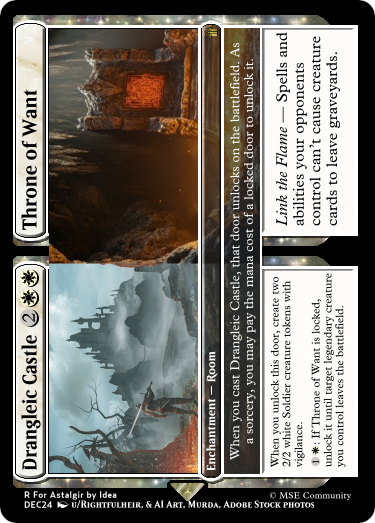 Drangleic Castle 2
Throne of Want
Enchantment — Room
When you cast Drangleic Castle, that door unlocks on the battlefield. As
a sorcery, you may pay the mana cost of a locked door to unlock it.
When you unlock this door, create two
2/2 white Soldier creature tokens with
vigilance.
1 : If Throne of Want is locked,
unlock it until target legendary creature
you control leaves the battlefield.
Link the Flame — Spells and
abilities your opponents
control can't cause creature
cards to leave graveyards.
R For Astalgir by Idea
DEC24 u/Rightfulheir, & AI Art, Murda, Adobe Stock photos
© MSE Community